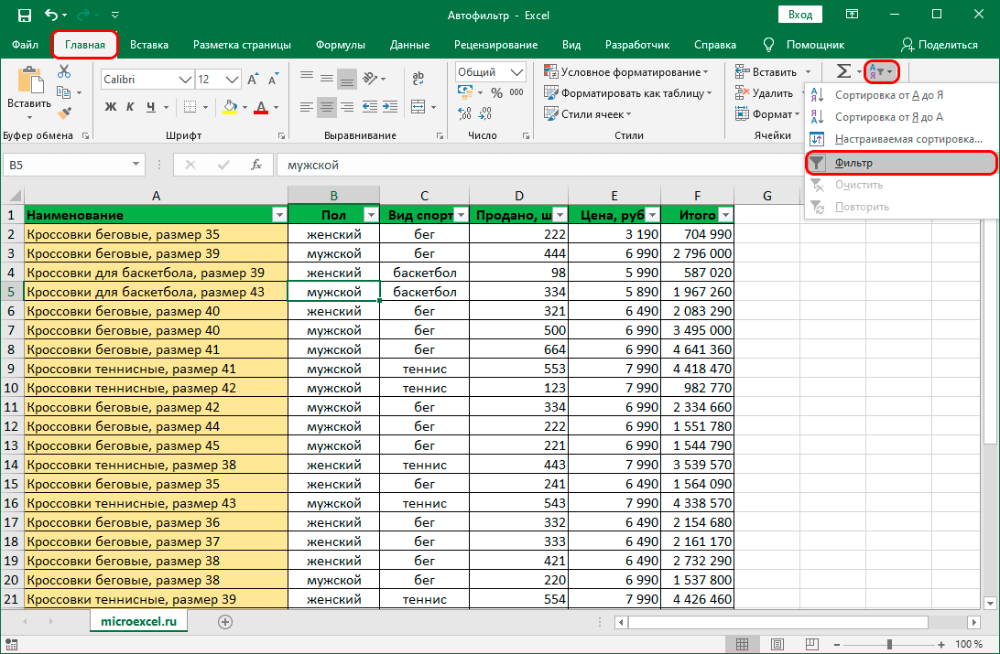 Автофильтр - Excel
Вход
Файл Главная Вставка Разметка страницы Формулы Данные Рецензирование Вид Разработчик Справка Помощник Поделиться
Вставить
Буфер обмена
Calibri 12
Ж К Ч
Шрифт
Выравнивание
Общий
% 000
Число
Условное форматирование
Форматировать как таблицу
Стили ячеек
Стили
Вставить
Удалить
Формат
Ячейки
Сортировка от А до Я
Сортировка от Я до А
Настраиваемая сортировка...
Фильтр
Очистить
Повторить
B5 fx мужской
A B C D E F G
1 Наименование Пол Вид спорт Продано, ш Цена, руб Итого
2 Кроссовки беговые, размер 35 женский бег 222 3 190 704 990
3 Кроссовки беговые, размер 39 мужской бег 444 6 990 2 796 000
4 Кроссовки для баскетбола, размер 39 женский баскетбол 98 5 990 587 020
5 Кроссовки для баскетбола, размер 43 мужской баскетбол 334 5 890 1 967 260
6 Кроссовки беговые, размер 40 женский бег 321 6 490 2 083 290
7 Кроссовки беговые, размер 40 мужской бег 500 6 990 3 495 000
8 Кроссовки беговые, размер 41 мужской бег 664 6 990 4 641 360
9 Кроссовки теннисные, размер 41 мужской теннис 553 7 990 4 418 470
10 Кроссовки теннисные, размер 42 мужской теннис 123 7 990 982 770
11 Кроссовки беговые, размер 42 мужской бег 334 6 990 2 334 660
12 Кроссовки беговые, размер 44 мужской бег 222 6 990 1 551 780
13 Кроссовки беговые, размер 45 мужской бег 221 6 990 1 544 790
14 Кроссовки теннисные, размер 38 женский теннис 443 7 990 3 539 570
15 Кроссовки беговые, размер 35 женский бег 241 6 490 1 564 090
16 Кроссовки теннисные, размер 43 мужской теннис 543 7 990 4 338 570
17 Кроссовки беговые, размер 36 женский бег 332 6 490 2 154 680
18 Кроссовки беговые, размер 37 женский бег 333 6 490 2 161 170
19 Кроссовки беговые, размер 38 женский бег 421 6 490 2 732 290
20 Кроссовки беговые, размер 38 мужской бег 220 6 990 1 537 800
21 Кроссовки теннисные, размер 39 женский теннис 554 7 990 4 426 460
microexcel.ru
100 %